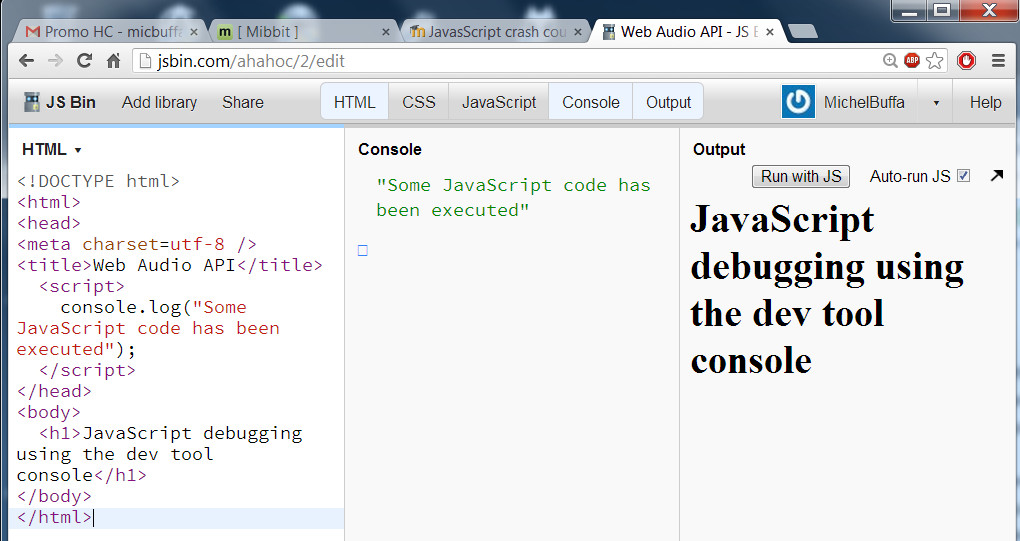 Promo HC - micbuff
[ Mibbit ]
JavasScript crash cou
Web Audio API - JS B
jsbin.com/ahahoc/2/edit
ABP
JS Bin Add library Share HTML CSS JavaScript Console Output MichelBuffa Help
HTML
<!DOCTYPE html>
<html>
<head>
<meta charset=utf-8 />
<title>Web Audio API</title>
<script>
console.log("Some
JavaScript code has been
executed");
</script>
</head>
<body>
<h1>JavaScript debugging
using the dev tool
console</h1>
</body>
</html>
Console
"Some JavaScript code has
been executed"
Output
Run with JS Auto-run JS
JavaScript
debugging using
the dev tool
console